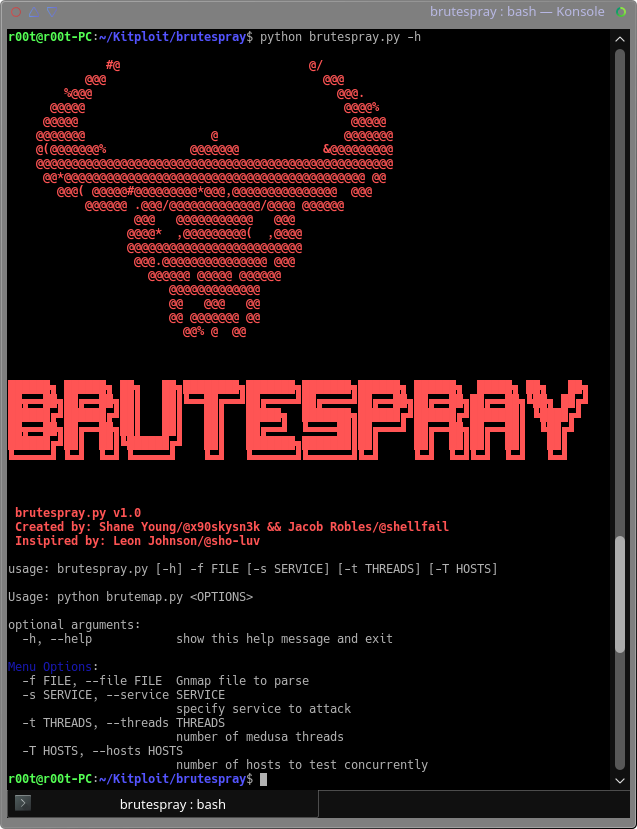 brutespray : bash — Konsole
r00t@r00t-PC:~/Kitploit/brutespray$ python brutespray.py -h
BRUTESPRAY
brutespray.py v1.0
Created by: Shane Young/@x90skysn3k && Jacob Robles/@shellfail
Insipired by: Leon Johnson/@sho-luv
usage: brutespray.py [-h] -f FILE [-s SERVICE] [-t THREADS] [-T HOSTS]
Usage: python brutemap.py <OPTIONS>
optional arguments:
-h, --help show this help message and exit
Menu Options:
-f FILE, --file FILE Gnmap file to parse
-s SERVICE, --service SERVICE
specify service to attack
-t THREADS, --threads THREADS
number of medusa threads
-T HOSTS, --hosts HOSTS
number of hosts to test concurrently
r00t@r00t-PC:~/Kitploit/brutespray$
brutespray : bash